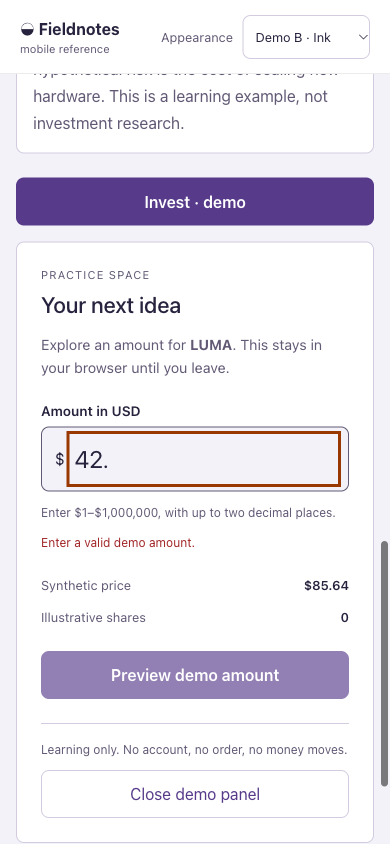 Fieldnotes
mobile reference
Appearance
Demo B · Ink
hardware. This is a learning example, not
investment research.
Invest · demo
PRACTICE SPACE
Your next idea
Explore an amount for LUMA. This stays in
your browser until you leave.
Amount in USD
$ 42.
Enter $1–$1,000,000, with up to two decimal places.
Enter a valid demo amount.
Synthetic price $85.64
Illustrative shares 0
Preview demo amount
Learning only. No account, no order, no money moves.
Close demo panel